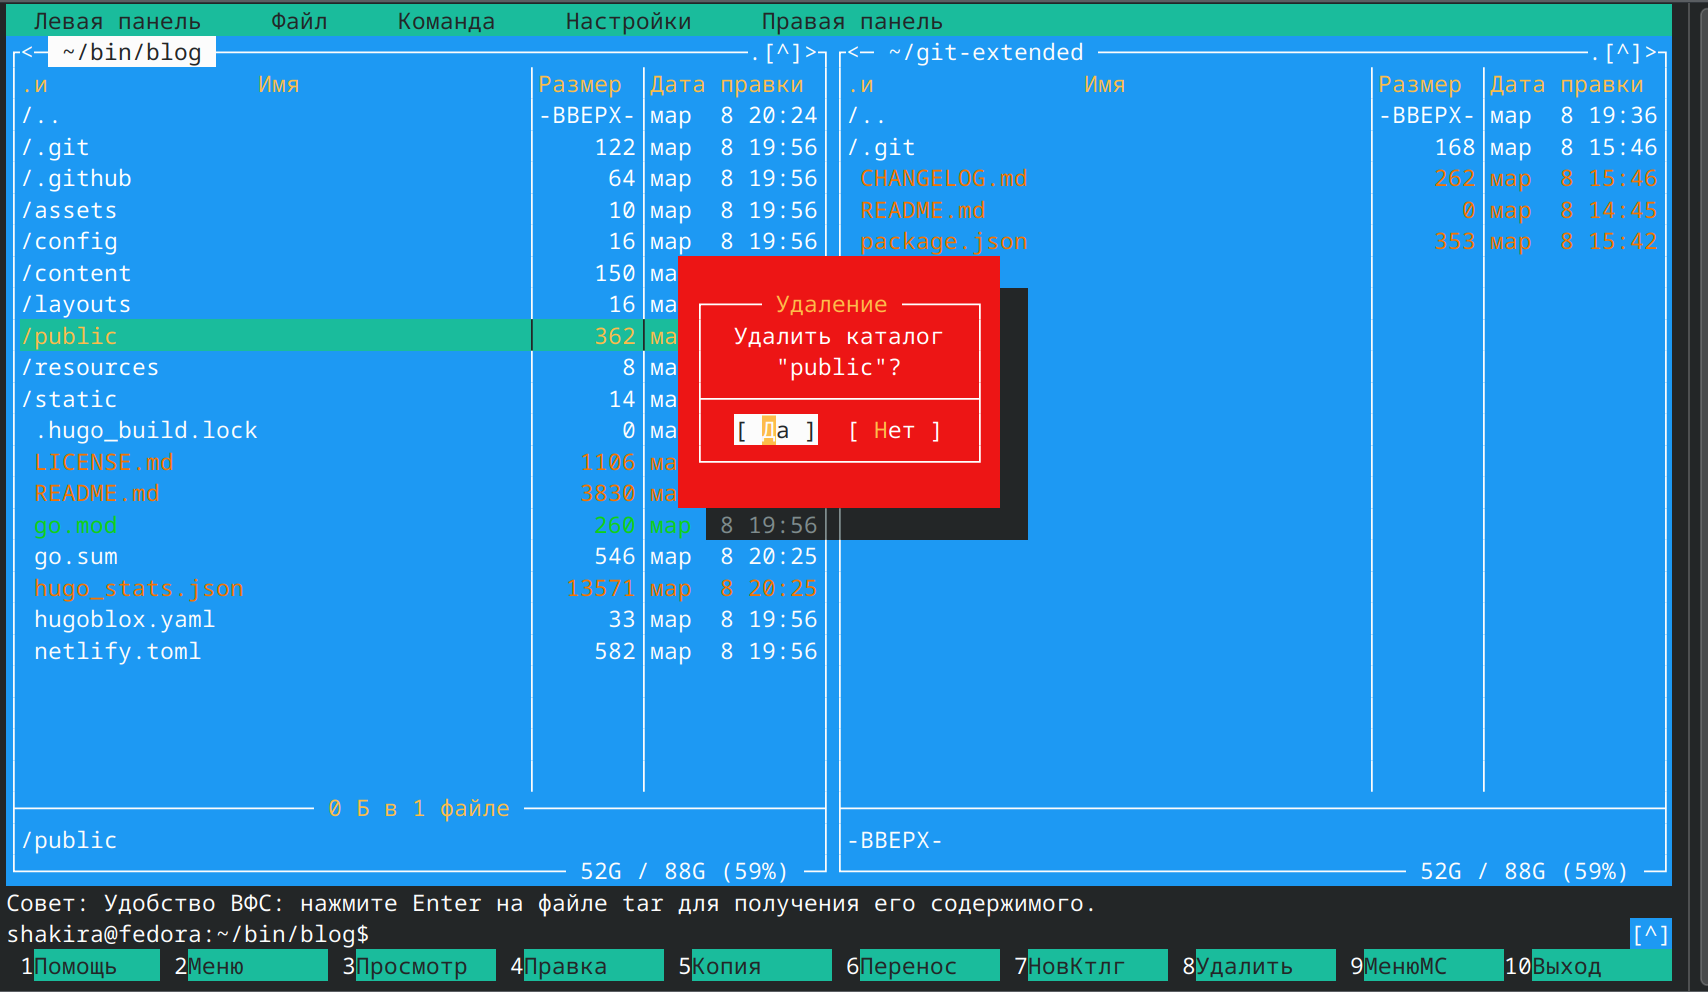 Левая панель Файл Команда Настройки Правая панель
<─ ~/bin/blog .[^]> <─ ~/git-extended .[^]>
.и Имя Размер Дата правки .и Имя Размер Дата правки
/.. -ВВЕРХ- мар 8 20:24 /.. -ВВЕРХ- мар 8 19:36
/.git 122 мар 8 19:56 /.git 168 мар 8 15:46
/.github 64 мар 8 19:56 CHANGELOG.md 262 мар 8 15:46
/assets 10 мар 8 19:56 README.md 0 мар 8 14:45
/config 16 мар 8 19:56 package.json 353 мар 8 15:42
/content 150 ма
/layouts 16 ма Удаление
/public 362 ма Удалить каталог
/resources 8 ма "public"?
/static 14 ма
.hugo_build.lock 0 ма [ Да ] [ Нет ]
LICENSE.md 1106 ма
README.md 3830 ма
go.mod 260 мар 8 19:56
go.sum 546 мар 8 20:25
hugo_stats.json 13571 мар 8 20:25
hugoblox.yaml 33 мар 8 19:56
netlify.toml 582 мар 8 19:56
0 Б в 1 файле
/public -ВВЕРХ-
52G / 88G (59%) 52G / 88G (59%)
Совет: Удобство ВФС: нажмите Enter на файле tar для получения его содержимого.
shakira@fedora:~/bin/blog$ [^]
1Помощь 2Меню 3Просмотр 4Правка 5Копия 6Перенос 7НовКтлг 8Удалить 9МенюMC 10Выход